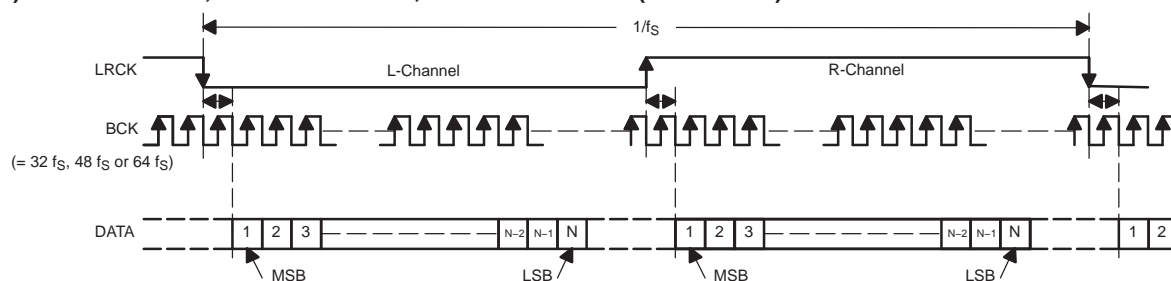 1/fS
LRCK
L-Channel
R-Channel
BCK
(= 32 fS, 48 fS or 64 fS)
DATA
1 2 3 N–2 N–1 N 1 2 3 N–2 N–1 N 1 2
MSB LSB MSB LSB